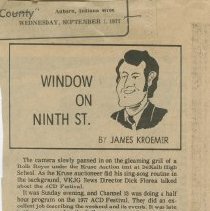 County"
Auburn, Indiana
WEDNESDAY, SEPTEMBER 7, 1977
WINDOW
ON
NINTH ST.
BY JAMES KROEMER
The camera slowly panned in on the gleaming grill of a
Rolls Royce under the Kruse Auction tent at DeKalb High
School. As the Kruse auctioneer did his sing-song routine in
the background, VKJG News Director Dick Florea talked
about the ACD Festival.
It was Sunday evening, and Channel 33 was doing a half
hour program on the 1977 ACD Festival. They did an ex-
cellent job describing the weekend and its events. It was late